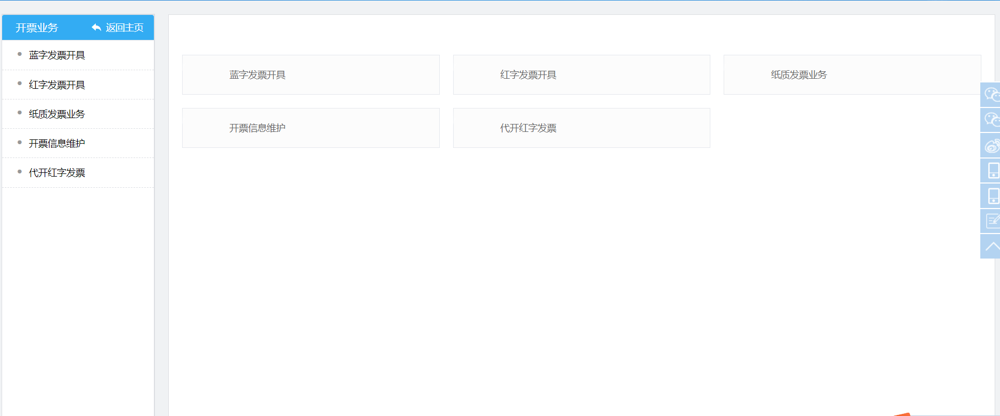 开票业务 返回主页
蓝字发票开具
红字发票开具
纸质发票业务
开票信息维护
代开红字发票
蓝字发票开具 红字发票开具 纸质发票业务
开票信息维护 代开红字发票